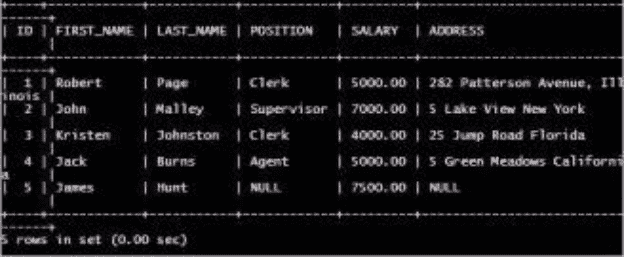 | ID | FIRST_NAME | LAST_NAME | POSITION | SALARY | ADDRESS
|
| 1 | Robert | Page | Clerk | 5000.00 | 282 Patterson Avenue, Ill
inois |
| 2 | John | Malley | Supervisor | 7000.00 | 5 Lake View New York
|
| 3 | Kristen | Johnston | Clerk | 4000.00 | 25 Jump Road Florida
|
| 4 | Jack | Burns | Agent | 5000.00 | 5 Green Meadows Californi
a |
| 5 | James | Hunt | NULL | 7500.00 | NULL
|
5 rows in set (0.00 sec)